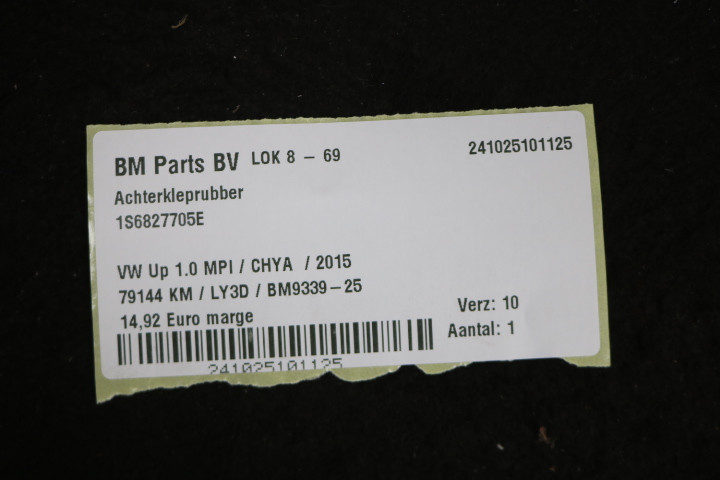 BM Parts BV LOK 8 - 69 241025101125
Achterkleprubber
1S6827705E
VW Up 1.0 MPI / CHYA / 2015
79144 KM / LY3D / BM9339-25
14,92 Euro marge
Verz: 10
Aantal: 1
241025101125